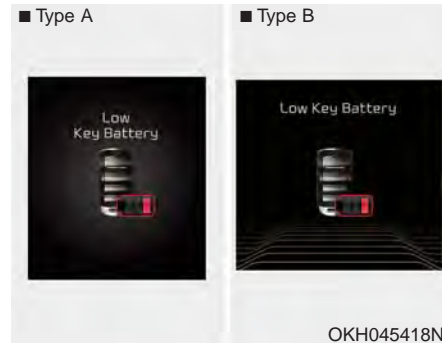 ■ Type A
■ Type B
Low
Key Battery
Low Key Battery
OKH045418N